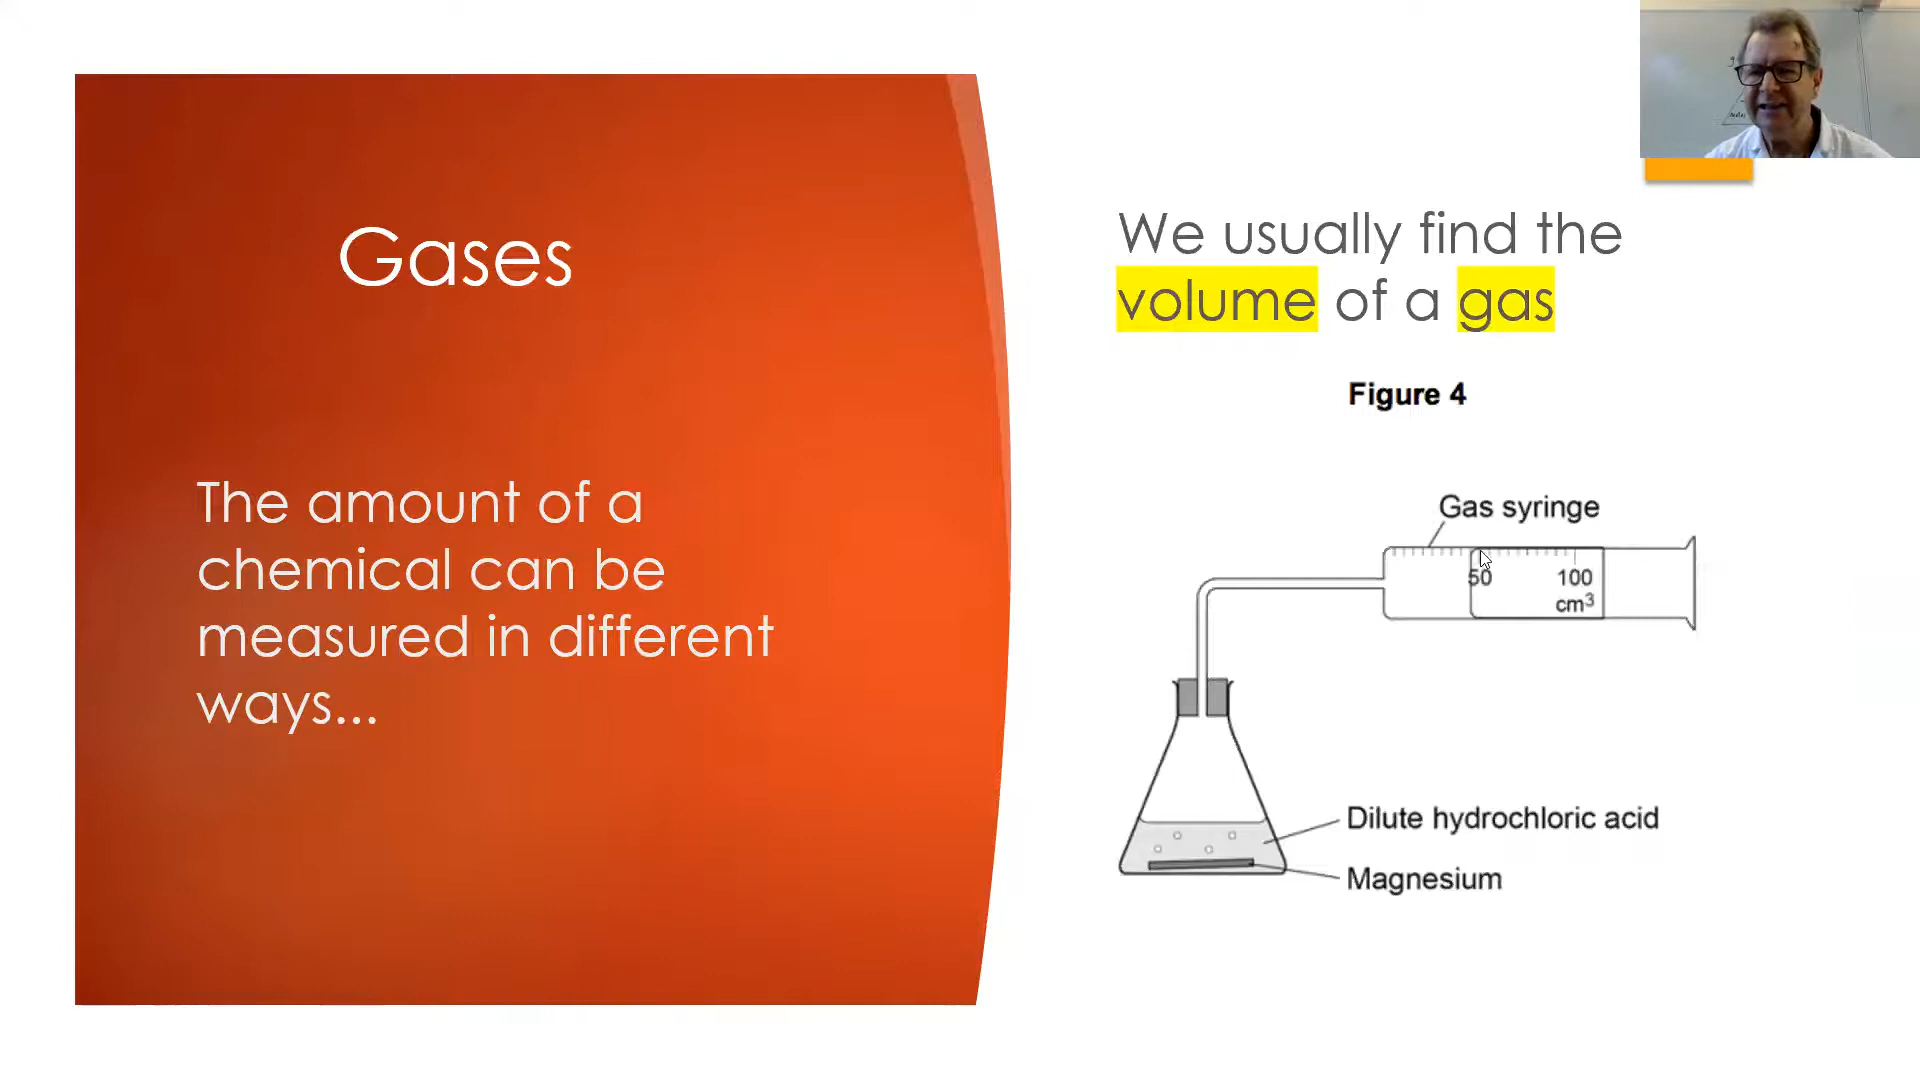 Gases
The amount of a
chemical can be
measured in different
ways...
We usually find the
volume of a gas
Figure 4
Gas syringe
50
100
cm³
Dilute hydrochloric acid
Magnesium